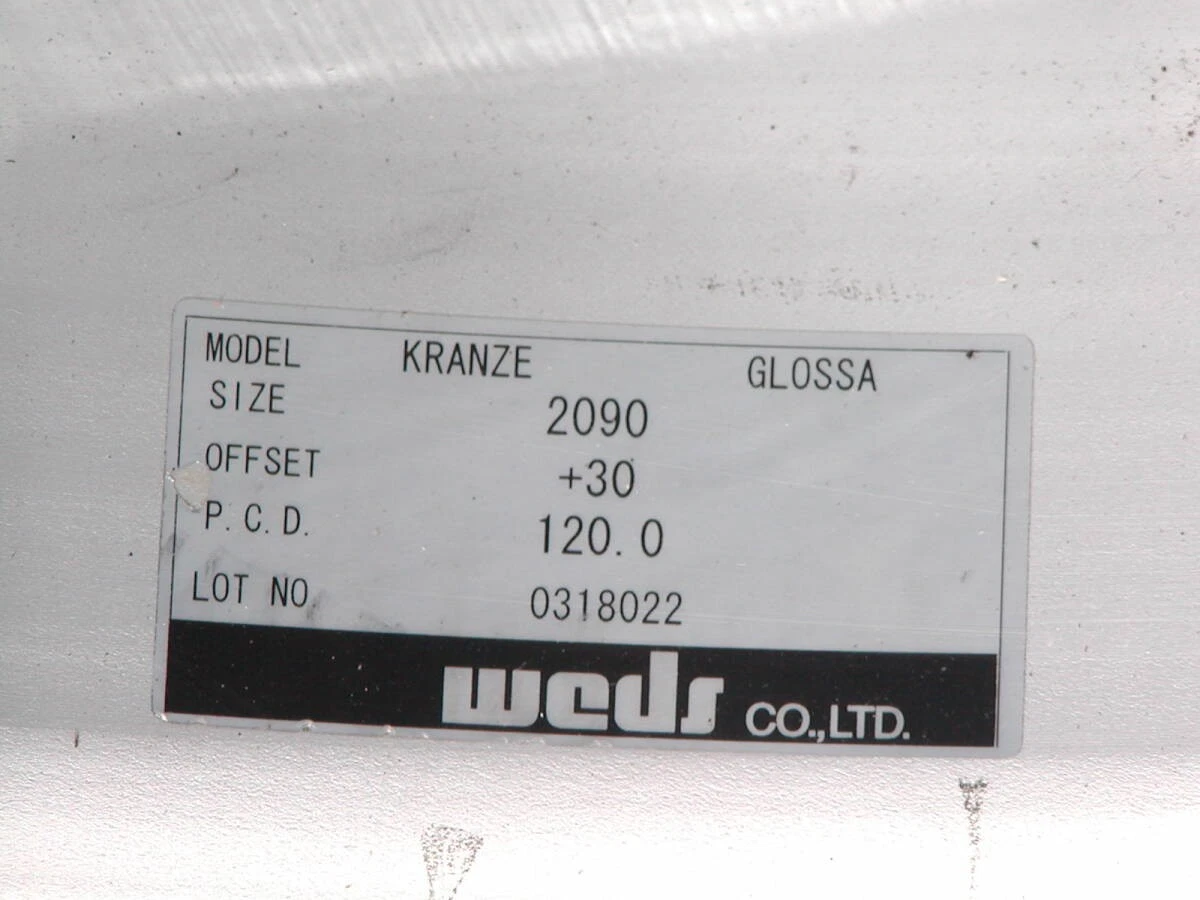 MODEL KRANZE GLOSSA
SIZE 2090
OFFSET +30
P.C.D. 120.0
LOT NO 0318022
weds CO.,LTD.